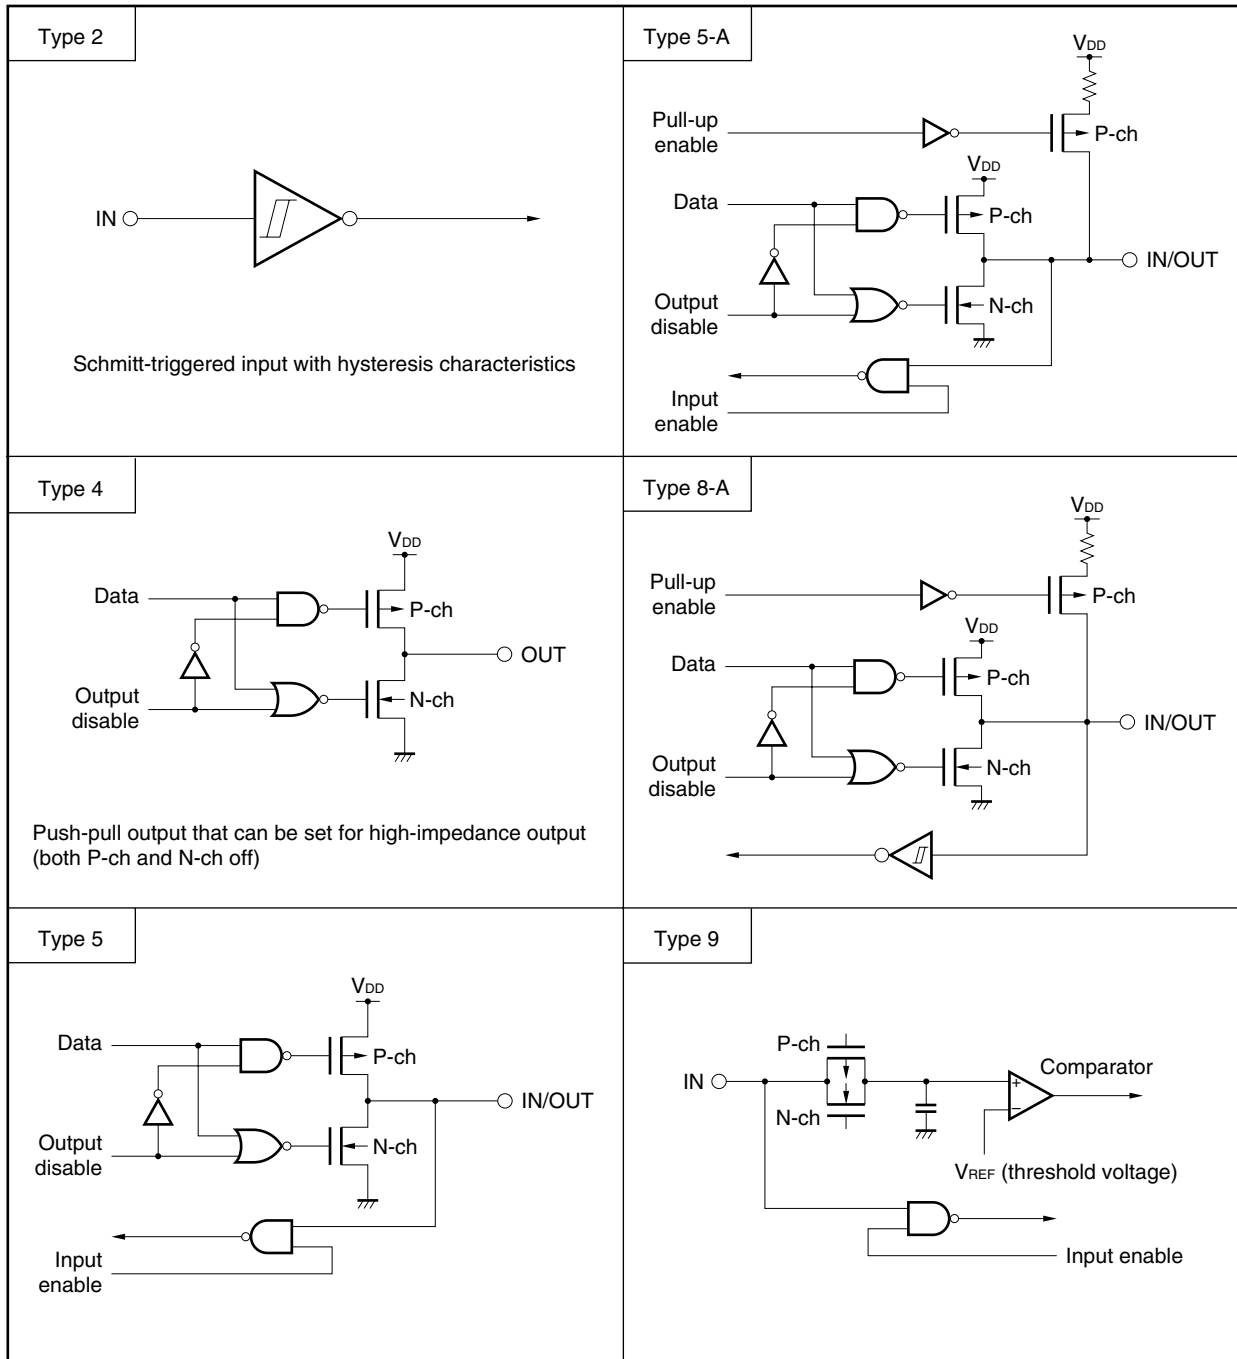 Type 2
IN
Schmitt-triggered input with hysteresis characteristics
Type 5-A
VDD
Pull-up
enable
P-ch
VDD
Data
P-ch
IN/OUT
Output
disable
N-ch
Input
enable
Type 4
VDD
Data
P-ch
OUT
Output
disable
N-ch
Push-pull output that can be set for high-impedance output
(both P-ch and N-ch off)
Type 8-A
VDD
Pull-up
enable
P-ch
VDD
Data
P-ch
IN/OUT
Output
disable
N-ch
Type 5
VDD
Data
P-ch
IN/OUT
Output
disable
N-ch
Input
enable
Type 9
P-ch
Comparator
IN
+
−
N-ch
VREF (threshold voltage)
Input enable